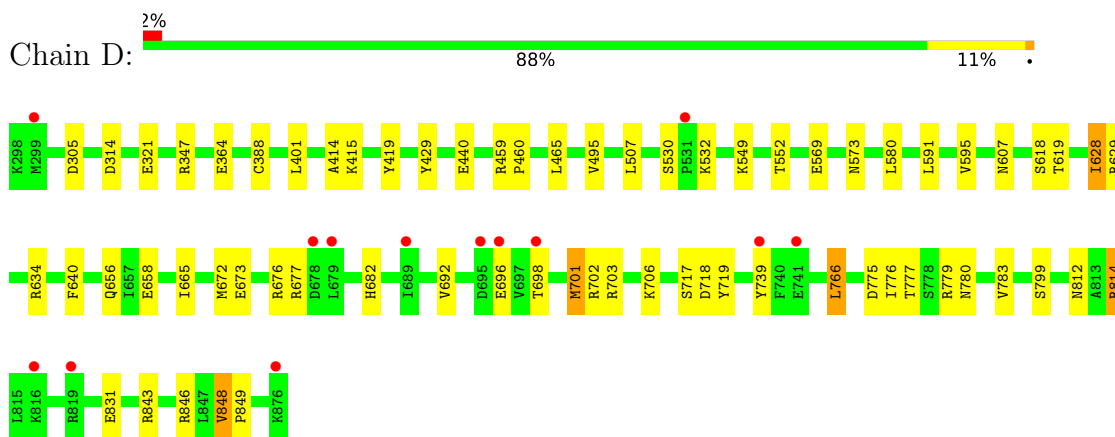 2%
Chain D:
88% 11% •
K298 M299 D305 D314 E321 R347 E364 C388 L401 A414 K415 Y419 Y429 E440 R459 P460 L465 V495 L507 S530 P531 K532 K549 T552 E569 N573 L580 L591 V595 N607 S618 T619 I628
R634 F640 Q656 I657 E658 I665 M672 E673 R676 R677 D678 L679 H682 I689 V692 D695 E696 V697 T698 M701 R702 R703 K706 S717 D718 Y719 Y739 F740 E741 L766 D775 I776 T777 S778 R779 N780 V783 S799 N812 A813
L815 K816 R819 E831 R843 R846 L847 V848 P849 K876